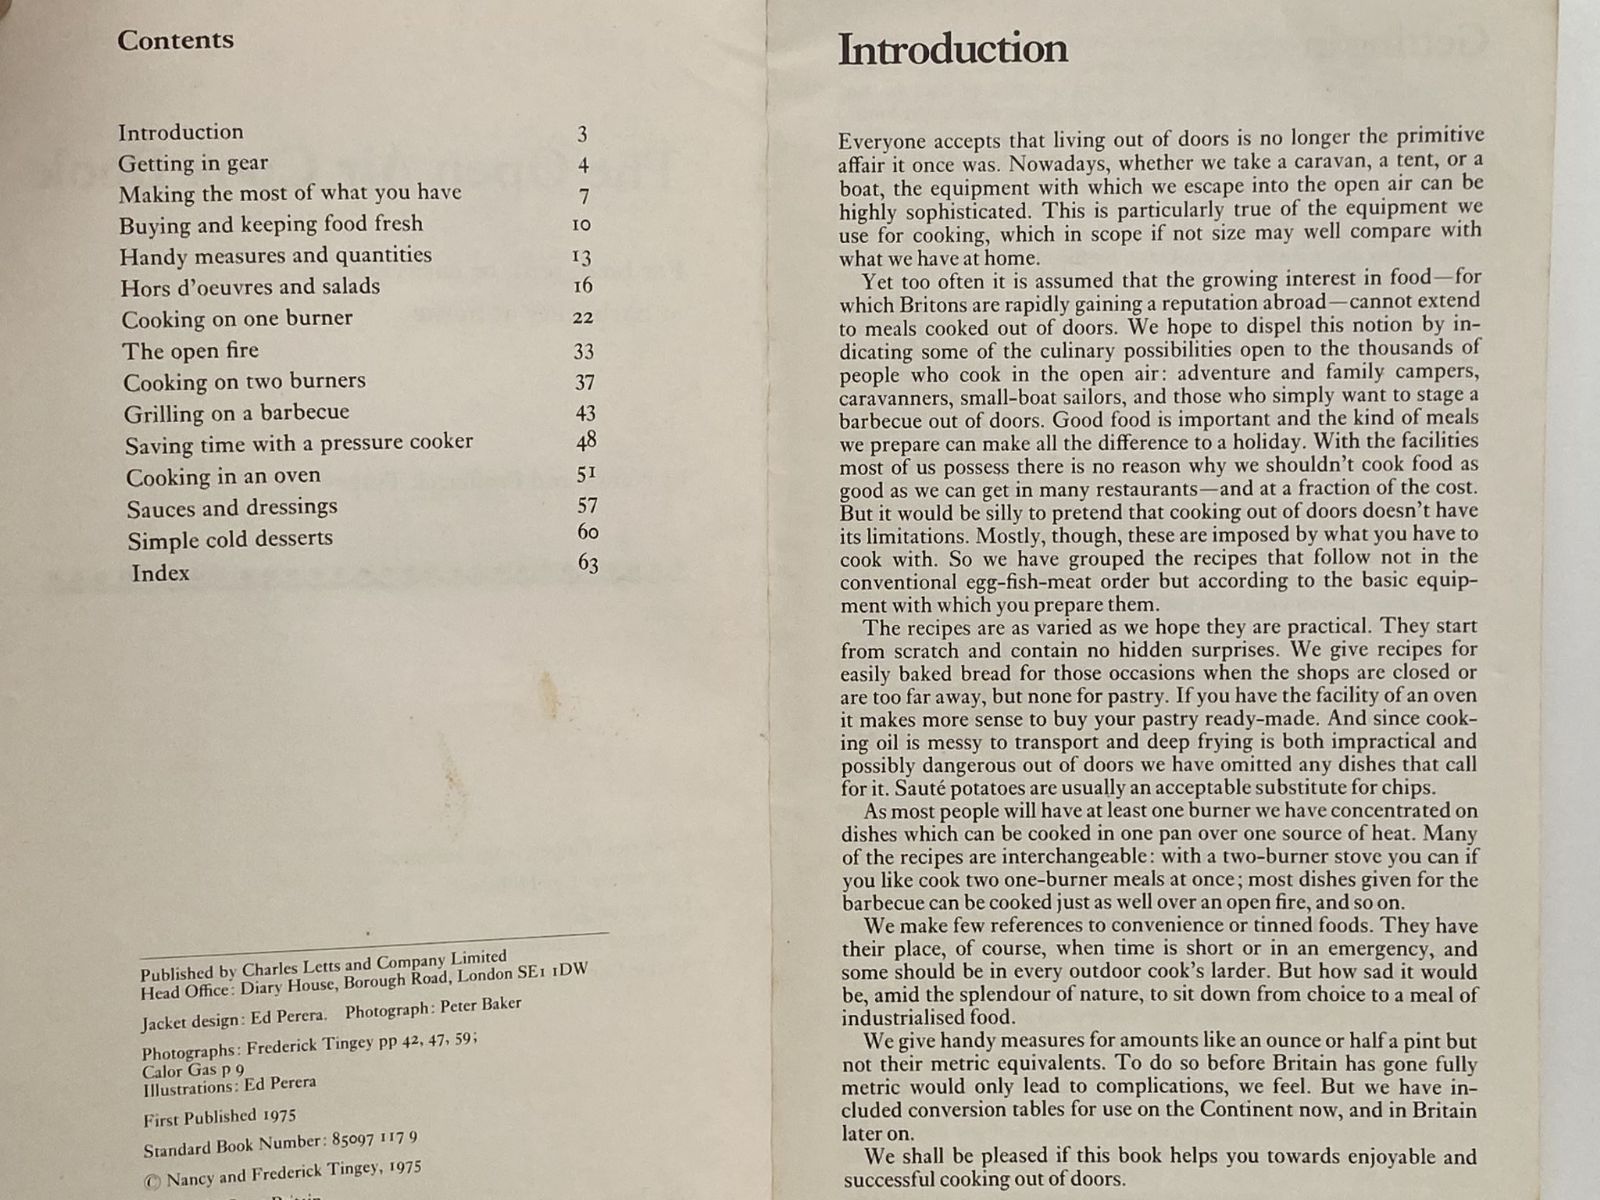 Contents
Introduction 3
Getting in gear 4
Making the most of what you have 7
Buying and keeping food fresh 10
Handy measures and quantities 13
Hors d'oeuvres and salads 16
Cooking on one burner 22
The open fire 33
Cooking on two burners 37
Grilling on a barbecue 43
Saving time with a pressure cooker 48
Cooking in an oven 51
Sauces and dressings 57
Simple cold desserts 60
Index 63
Published by Charles Letts and Company Limited
Head Office: Diary House, Borough Road, London SE1 1DW
Jacket design: Ed Perera. Photograph: Peter Baker
Photographs: Frederick Tingey pp 42, 47, 59;
Calor Gas p 9
Illustrations: Ed Perera
First Published 1975
Standard Book Number: 85097 117 9
© Nancy and Frederick Tingey, 1975
Introduction
Everyone accepts that living out of doors is no longer the primitive
affair it once was. Nowadays, whether we take a caravan, a tent, or a
boat, the equipment with which we escape into the open air can be
highly sophisticated. This is particularly true of the equipment we
use for cooking, which in scope if not size may well compare with
what we have at home.
Yet too often it is assumed that the growing interest in food—for
which Britons are rapidly gaining a reputation abroad—cannot extend
to meals cooked out of doors. We hope to dispel this notion by in-
dicating some of the culinary possibilities open to the thousands of
people who cook in the open air: adventure and family campers,
caravanners, small-boat sailors, and those who simply want to stage a
barbecue out of doors. Good food is important and the kind of meals
we prepare can make all the difference to a holiday. With the facilities
most of us possess there is no reason why we shouldn't cook food as
good as we can get in many restaurants—and at a fraction of the cost.
But it would be silly to pretend that cooking out of doors doesn't have
its limitations. Mostly, though, these are imposed by what you have to
cook with. So we have grouped the recipes that follow not in the
conventional egg-fish-meat order but according to the basic equip-
ment with which you prepare them.
The recipes are as varied as we hope they are practical. They start
from scratch and contain no hidden surprises. We give recipes for
easily baked bread for those occasions when the shops are closed or
are too far away, but none for pastry. If you have the facility of an oven
it makes more sense to buy your pastry ready-made. And since cook-
ing oil is messy to transport and deep frying is both impractical and
possibly dangerous out of doors we have omitted any dishes that call
for it. Sauté potatoes are usually an acceptable substitute for chips.
As most people will have at least one burner we have concentrated on
dishes which can be cooked in one pan over one source of heat. Many
of the recipes are interchangeable: with a two-burner stove you can if
you like cook two one-burner meals at once; most dishes given for the
barbecue can be cooked just as well over an open fire, and so on.
We make few references to convenience or tinned foods. They have
their place, of course, when time is short or in an emergency, and
some should be in every outdoor cook's larder. But how sad it would
be, amid the splendour of nature, to sit down from choice to a meal of
industrialised food.
We give handy measures for amounts like an ounce or half a pint but
not their metric equivalents. To do so before Britain has gone fully
metric would only lead to complications, we feel. But we have in-
cluded conversion tables for use on the Continent now, and in Britain
later on.
We shall be pleased if this book helps you towards enjoyable and
successful cooking out of doors.